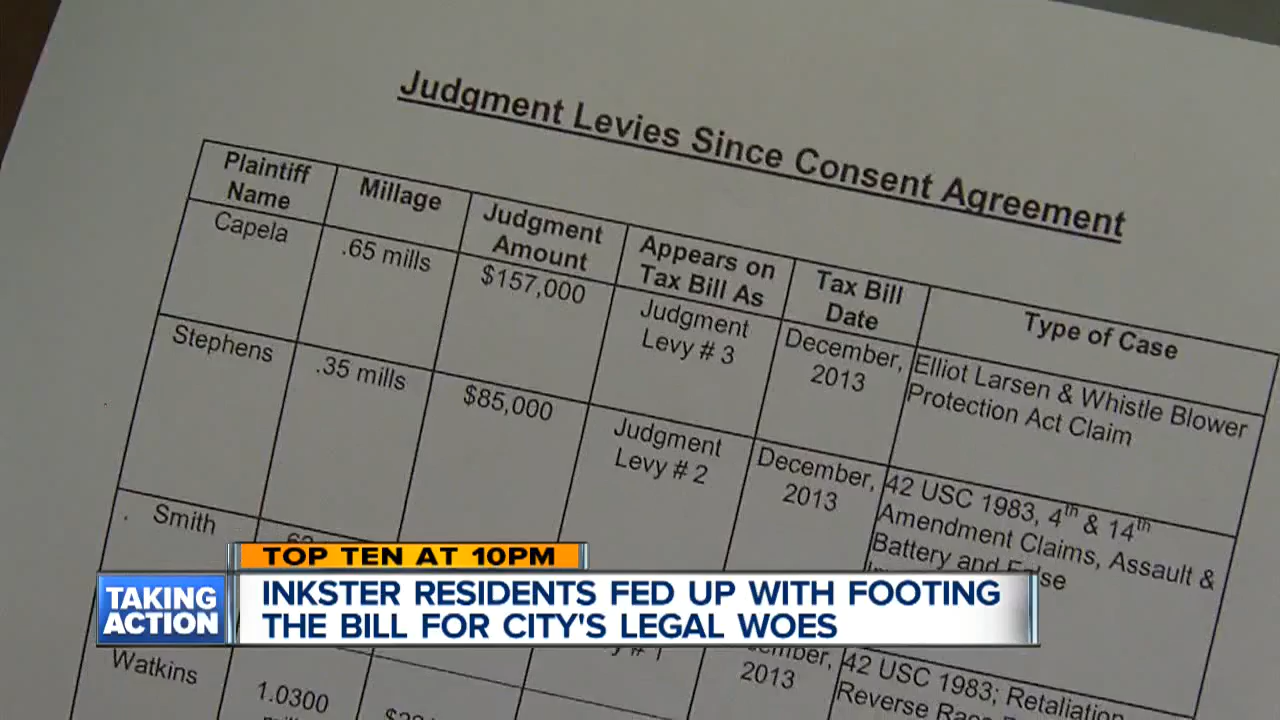 Judgment Levies Since Consent Agreement
Plaintiff
Name
Millage
Judgment
Amount
Appears on
Tax Bill As
Tax Bill
Date
Type of Case
Capela
.65 mills
$157,000
Judgment
Levy # 3
December,
2013
Elliot Larsen & Whistle Blower
Protection Act Claim
Stephens
.35 mills
$85,000
Judgment
Levy # 2
December,
2013
42 USC 1983, 4th & 14th
Amendment Claims, Assault &
Battery and False
Smith
2013
42 USC 1983; Retaliation
Reverse
Watkins
1.0300
TOP TEN AT 10PM
TAKING
ACTION
INKSTER RESIDENTS FED UP WITH FOOTING
THE BILL FOR CITY'S LEGAL WOES